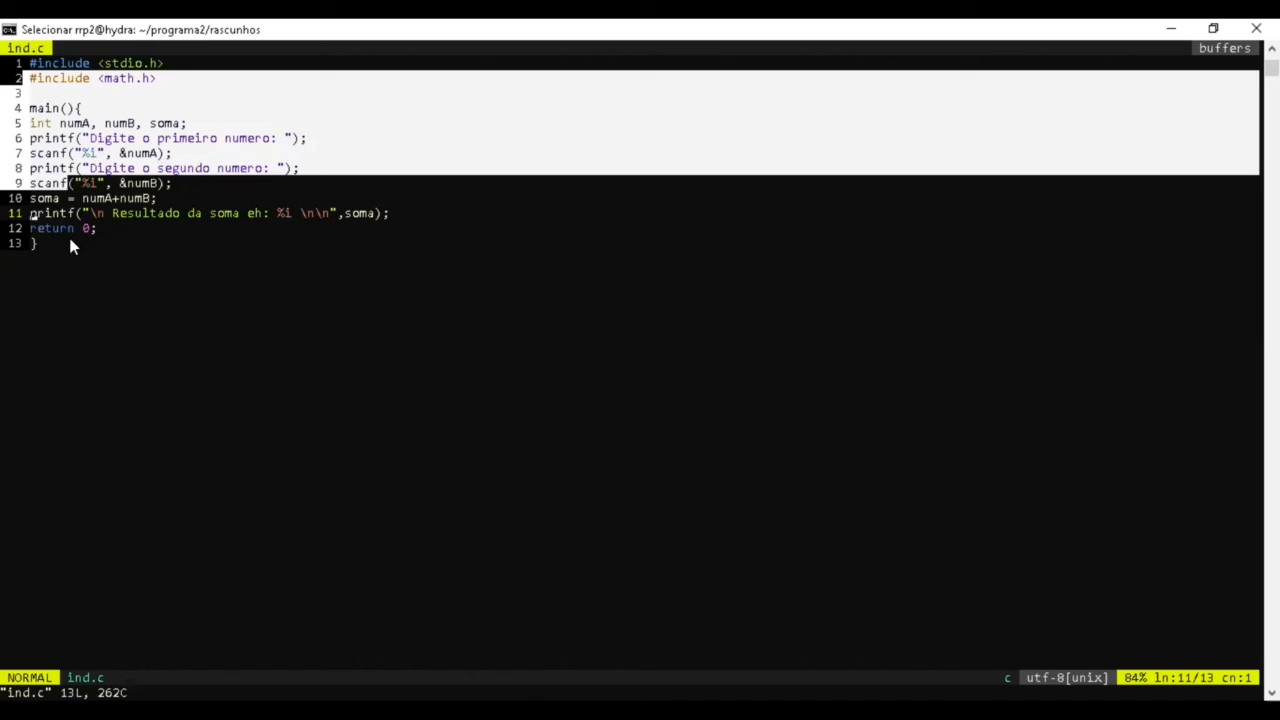 Selecionar rrp2@hydra: ~/programa2/rascunhos
ind.c buffers
1 #include <stdio.h>
2 #include <math.h>
3
4 main(){
5 int numA, numB, soma;
6 printf("Digite o primeiro numero: ");
7 scanf("%i", &numA);
8 printf("Digite o segundo numero: ");
9 scanf("%i", &numB);
10 soma = numA+numB;
11 printf("\n Resultado da soma eh: %i \n\n",soma);
12 return 0;
13 }
NORMAL ind.c c utf-8[unix] 84% ln:11/13 cn:1
"ind.c" 13L, 262C